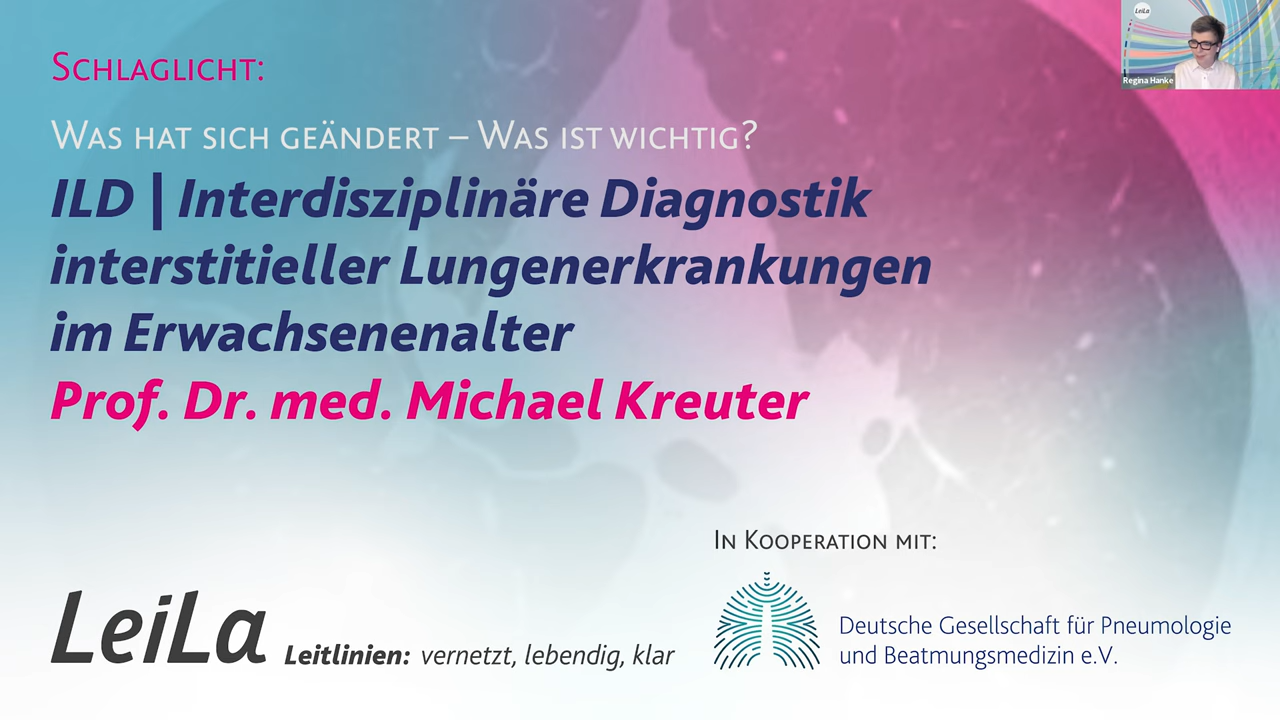 LeiLa
Regina Hanke
Schlaglicht:
Was hat sich geändert – Was ist wichtig?
ILD | Interdisziplinäre Diagnostik
interstitieller Lungenerkrankungen
im Erwachsenenalter
Prof. Dr. med. Michael Kreuter
In Kooperation mit:
LeiLa Leitlinien: vernetzt, lebendig, klar
Deutsche Gesellschaft für Pneumologie
und Beatmungsmedizin e.V.